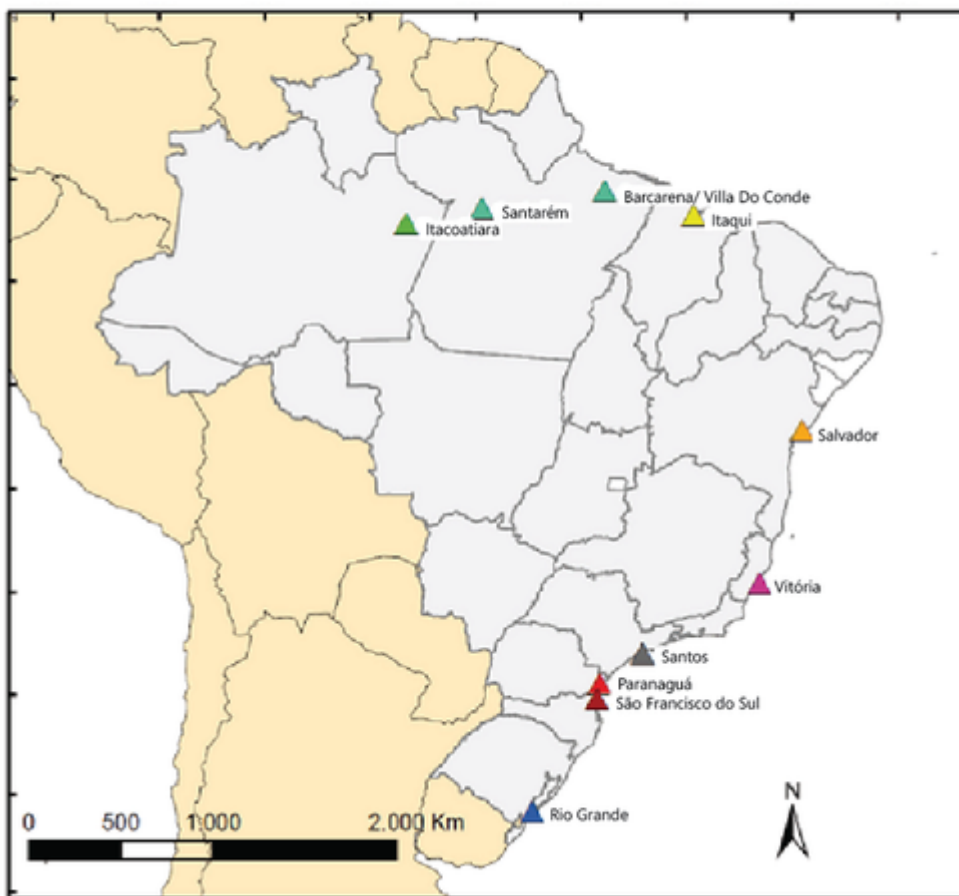 Barcarena/ Villa Do Conde
Santarém
Itaqui
Itacoatiara
Salvador
Vitória
Santos
Paranaguá
São Francisco do Sul
N
Rio Grande
0 500 1.000 2.000 Km